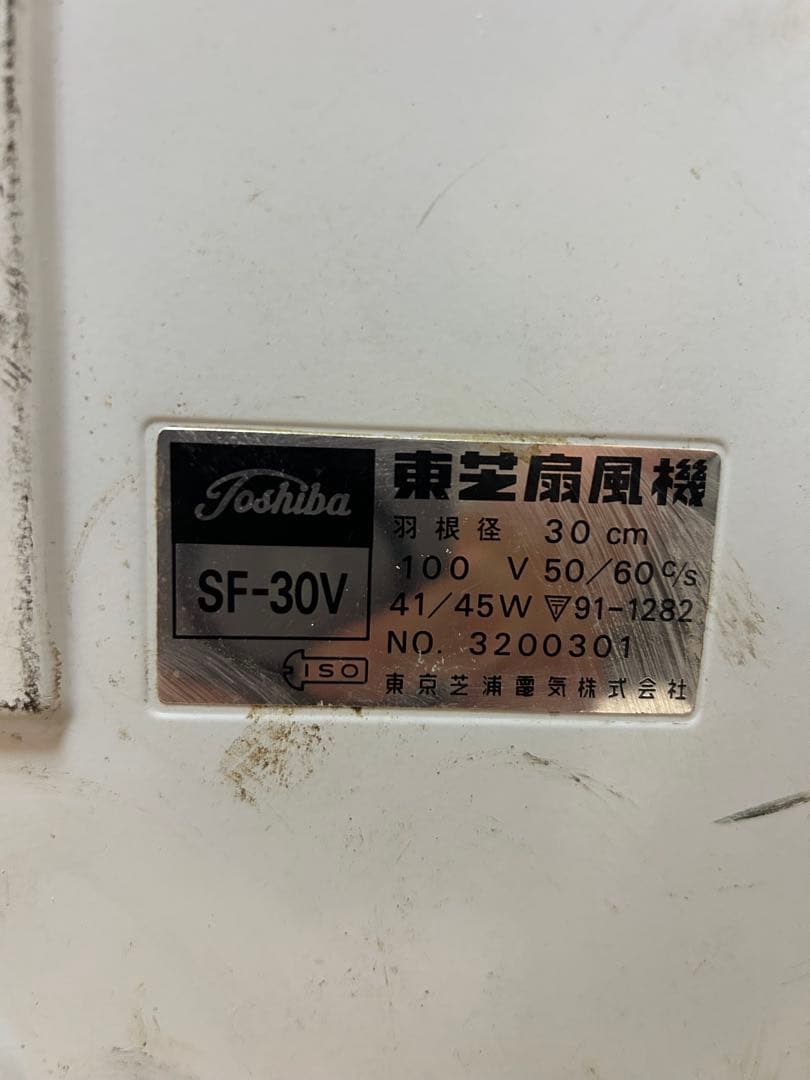 Toshiba
SF-30V
ISO
東芝扇風機
羽根径 30 cm
100 V 50/60 c/s
41/45W 〒91-1282
NO. 3200301
東京芝浦電気株式会社